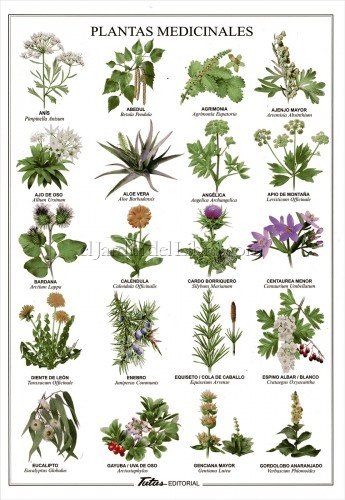 PLANTAS MEDICINALES
ANÍS
Pimpinella Anisum
ABEDUL
Betula Pendula
AGRIMONIA
Agrimonia Eupatoria
AJENJO MAYOR
Artemisia Absinthium
AJO DE OSO
Allium Ursinum
ALOE VERA
Aloe Barbadensis
ANGÉLICA
Angelica Archangelica
APIO DE MONTAÑA
Levisticum Officinale
BARDANA
Arctium Lappa
CALÉNDULA
Calendula Officinalis
CARDO BORRIQUERO
Silybum Marianum
CENTAUREA MENOR
Centaurium Umbellatum
DIENTE DE LEÓN
Taraxacum Officinale
ENEBRO
Juniperus Communis
EQUISETO / COLA DE CABALLO
Equisetum Arvense
ESPINO ALBAR / BLANCO
Crataegus Oxyacantha
EUCALIPTO
Eucalyptus Globulus
GAYUBA / UVA DE OSO
Arctostaphylos
GENCIANA MAYOR
Gentiana Lutea
GORDOLOBO ANARANJADO
Verbascum Phlomoides
Tutas EDITORIAL